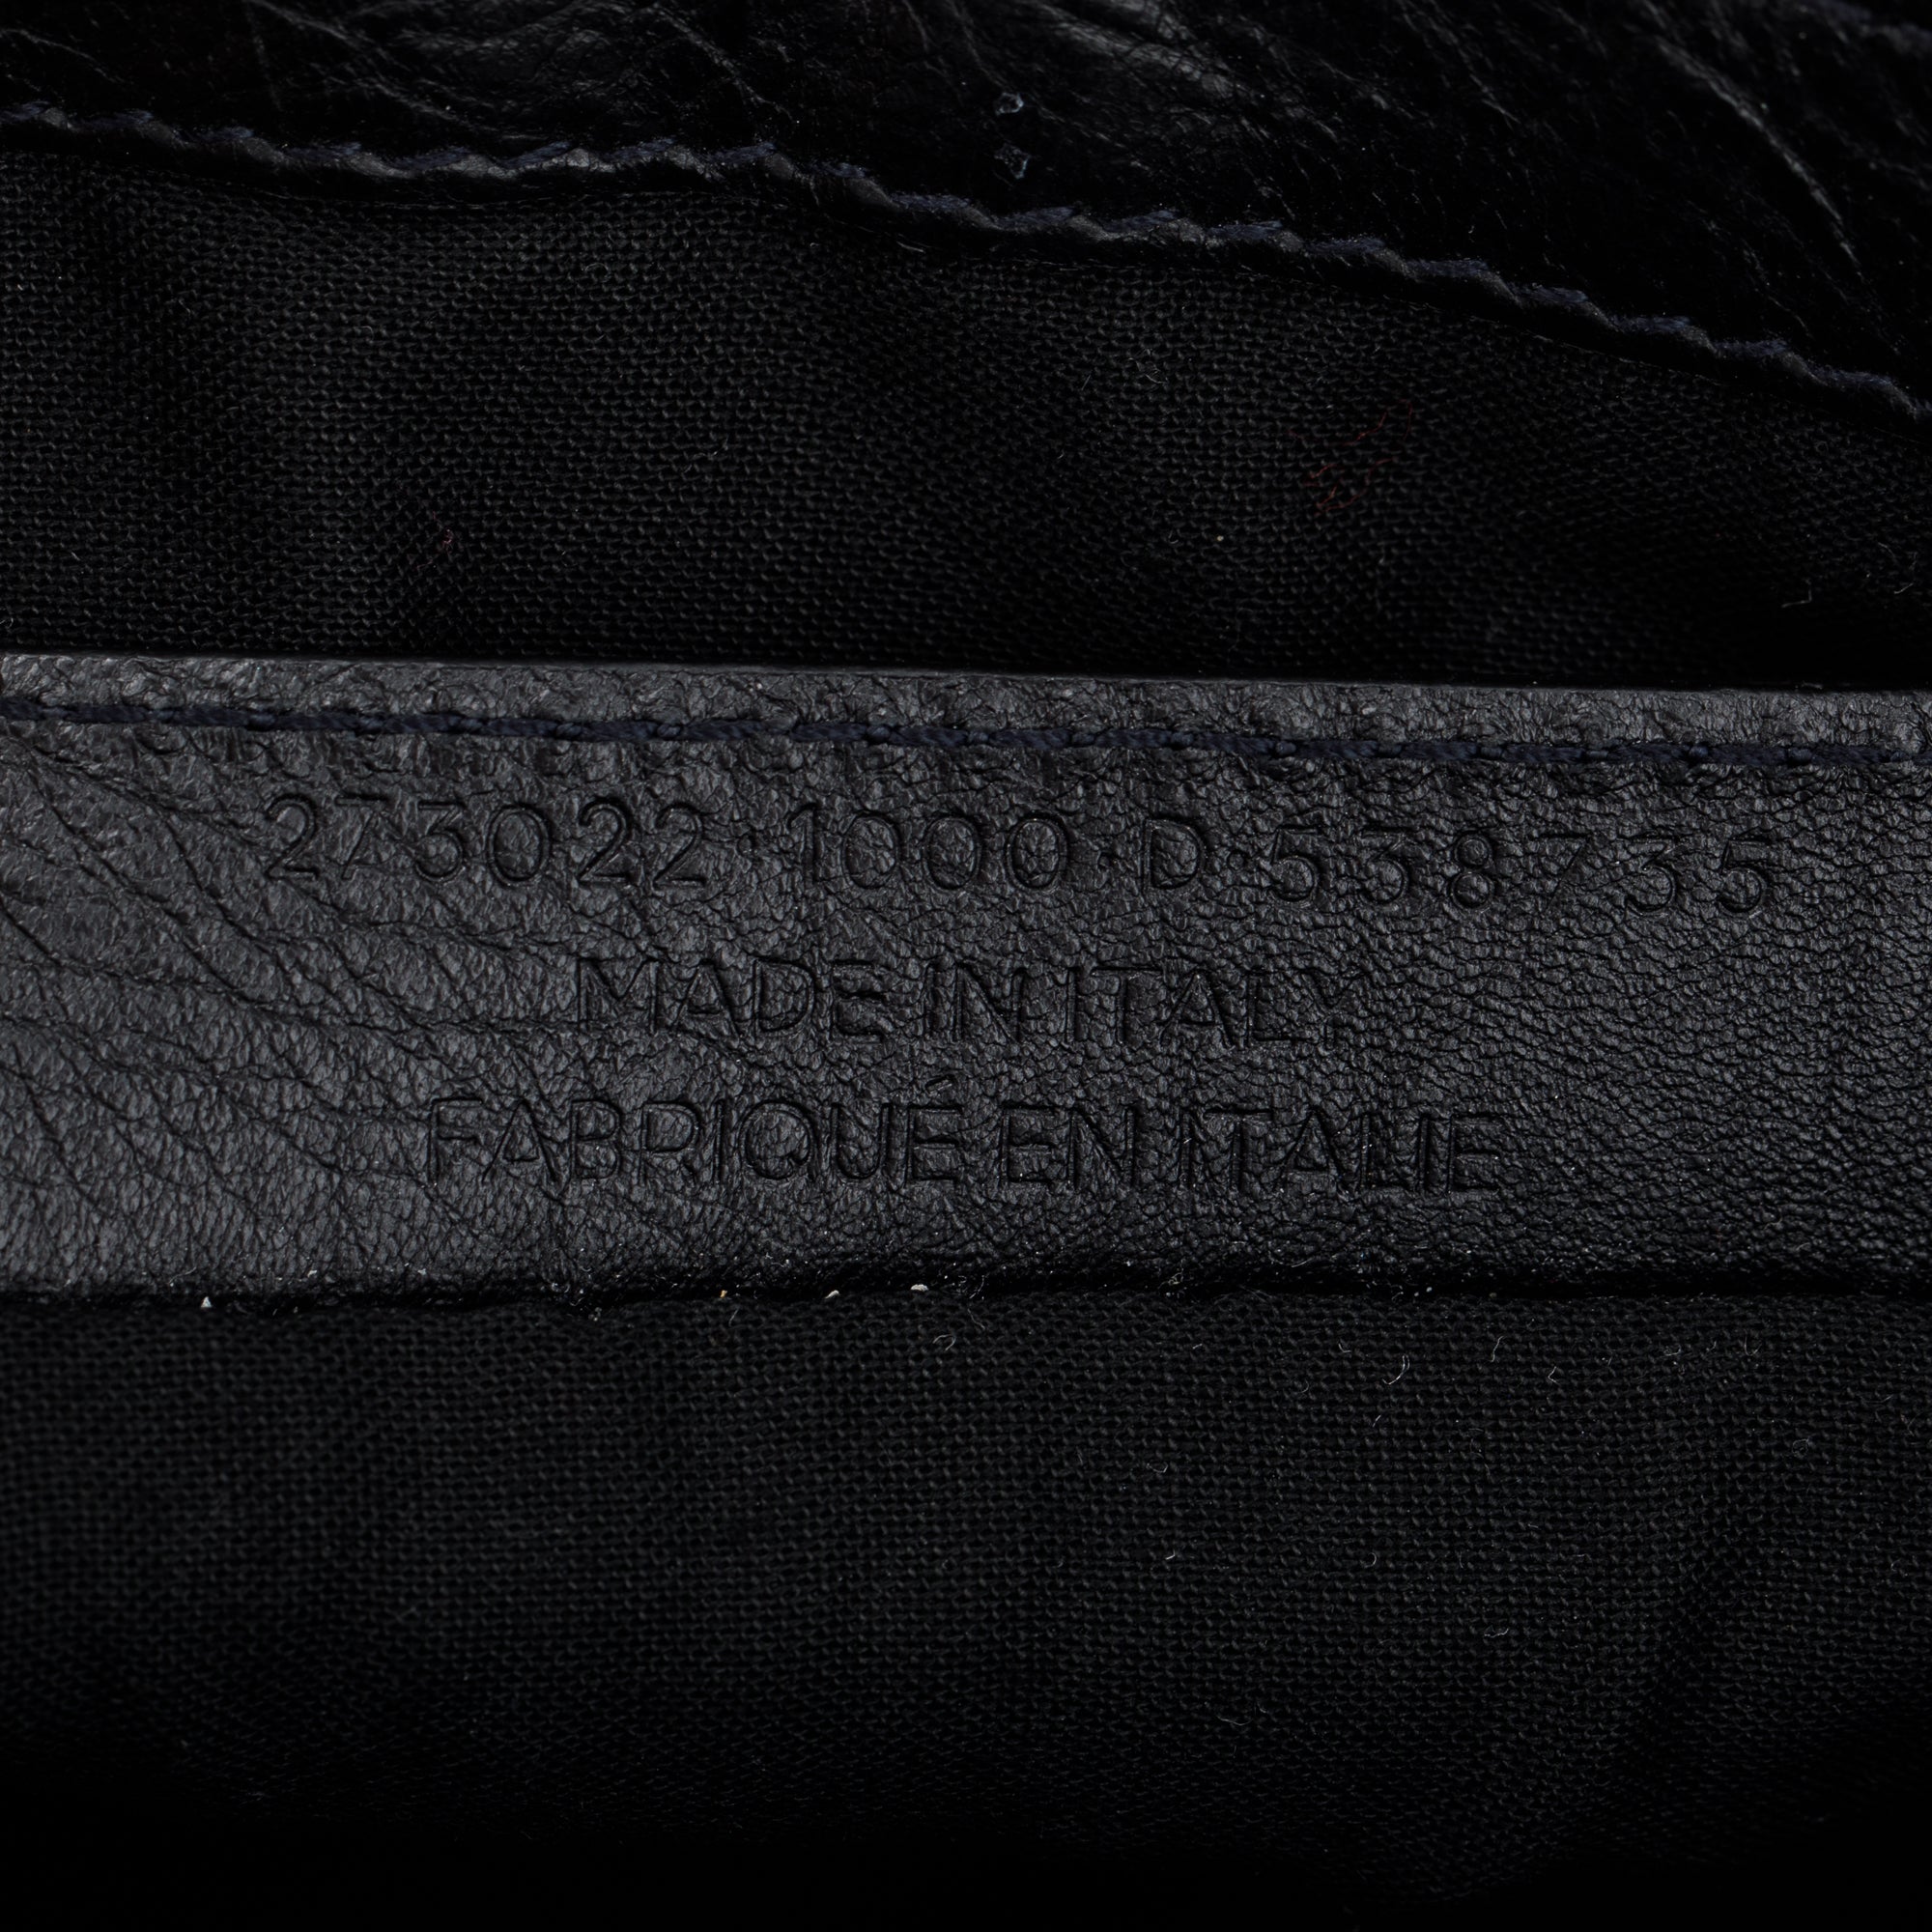 273022·1000·D·538735
MADE IN ITALY
FABRIQUÉ EN ITALIE